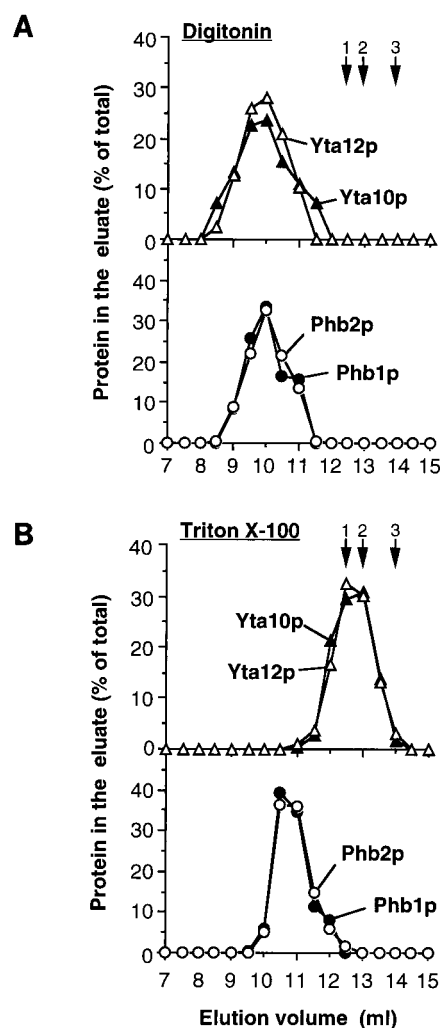 A
Digitonin
1 2 3
Protein in the eluate (% of total)
40
30
20
10
0
Yta12p
Yta10p
40
30
20
10
0
Phb2p
Phb1p
7 8 9 10 11 12 13 14 15
B
Triton X-100
1 2 3
Protein in the eluate (% of total)
40
30
20
10
0
Yta10p
Yta12p
40
30
20
10
0
Phb2p
Phb1p
7 8 9 10 11 12 13 14 15
Elution volume (ml)